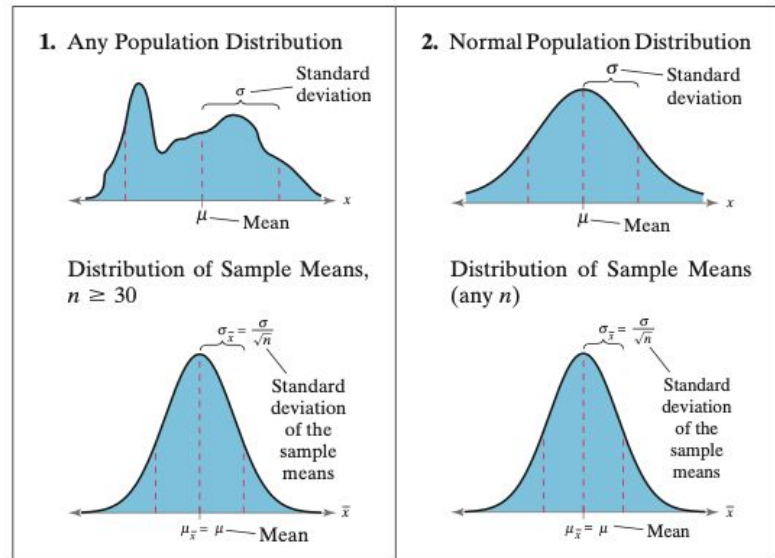 1. Any Population Distribution
σ
Standard
deviation
x
μ
Mean
Distribution of Sample Means,
n ≥ 30
σx̄ = σ/√n
Standard
deviation
of the
sample
means
x̄
μx̄ = μ
Mean
2. Normal Population Distribution
σ
Standard
deviation
x
μ
Mean
Distribution of Sample Means
(any n)
σx̄ = σ/√n
Standard
deviation
of the
sample
means
x̄
μx̄ = μ
Mean